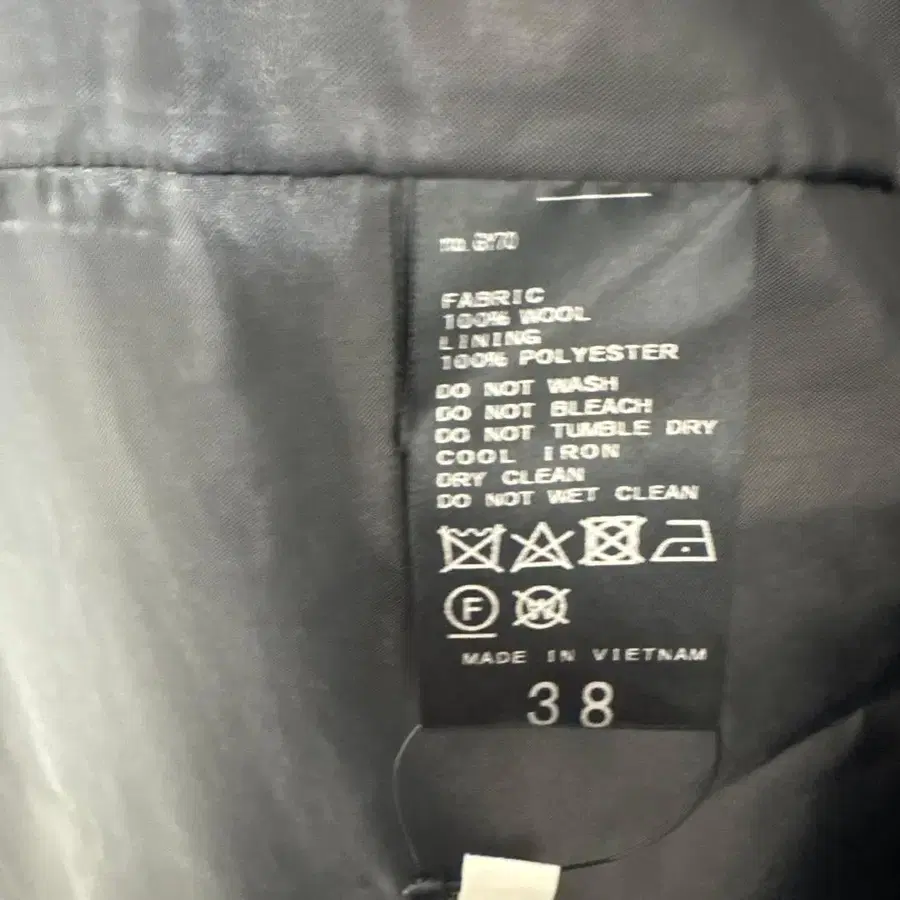 FABRIC
100% WOOL
LINING
100% POLYESTER
DO NOT WASH
DO NOT BLEACH
DO NOT TUMBLE DRY
COOL IRON
DRY CLEAN
DO NOT WET CLEAN
F W
MADE IN VIETNAM
38